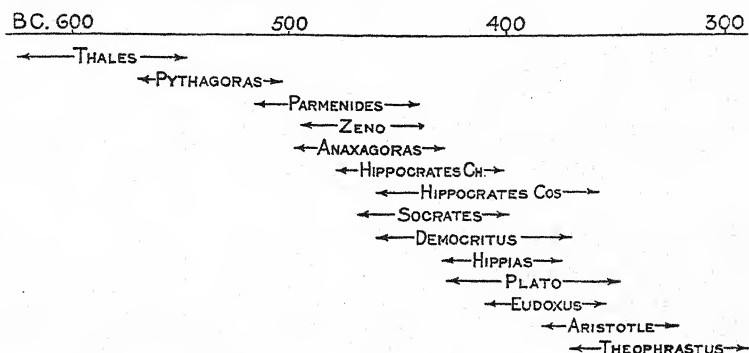 B.C. 600 500 400 300
THALES
PYTHAGORAS
PARMENIDES
ZENO
ANAXAGORAS
HIPPOCRATES CH.
HIPPOCRATES COS
SOCRATES
DEMOCRITUS
HIPPIAS
PLATO
EUDOXUS
ARISTOTLE
THEOPHRASTUS